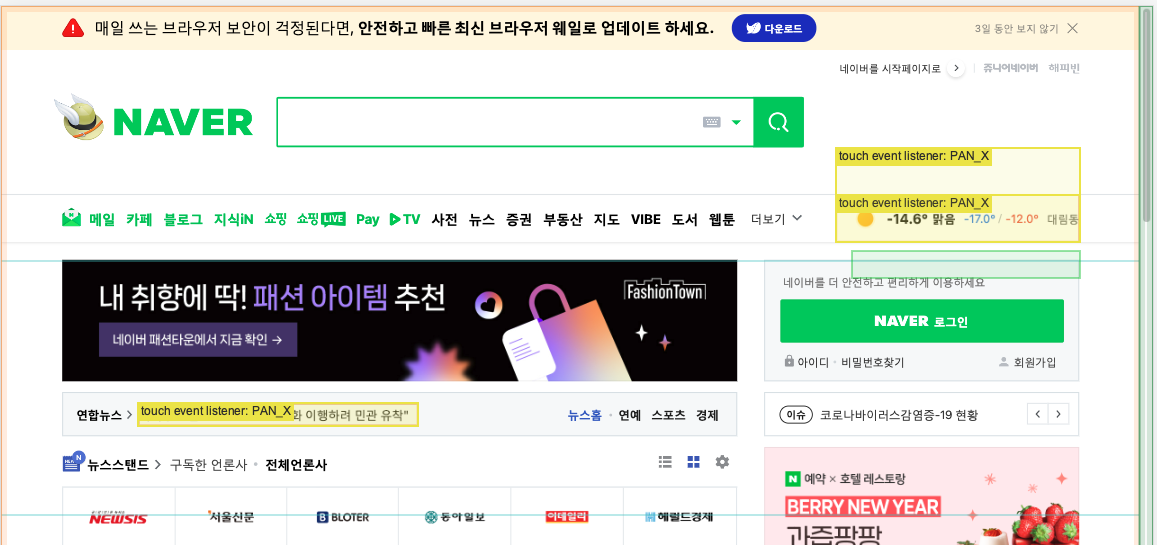 매일 쓰는 브라우저 보안이 걱정된다면, 안전하고 빠른 최신 브라우저 웨일로 업데이트 하세요. 다운로드 3일 동안 보지 않기
네이버를 시작페이지로 쥬니어네이버 해피빈
NAVER
touch event listener: PAN_X
touch event listener: PAN_X
메일 카페 블로그 지식iN 쇼핑 쇼핑LIVE Pay TV 사전 뉴스 증권 부동산 지도 VIBE 도서 웹툰 더보기 -14.6° 맑음 -17.0° / -12.0° 대림동
내 취향에 딱! 패션 아이템 추천
FashionTown
네이버 패션타운에서 지금 확인 →
네이버를 더 안전하고 편리하게 이용하세요
NAVER 로그인
아이디 · 비밀번호찾기 회원가입
연합뉴스 > touch event listener: PAN_X 화 이행하려 민관 유착" 뉴스홈 · 연예 스포츠 경제
이슈 코로나바이러스감염증-19 현황
뉴스스탠드 > 구독한 언론사 · 전체언론사
NEWSIS 서울신문 BLOTER 동아일보 이데일리 헤럴드경제
N 예약 × 호텔 레스토랑
BERRY NEW YEAR
과즙팡팡